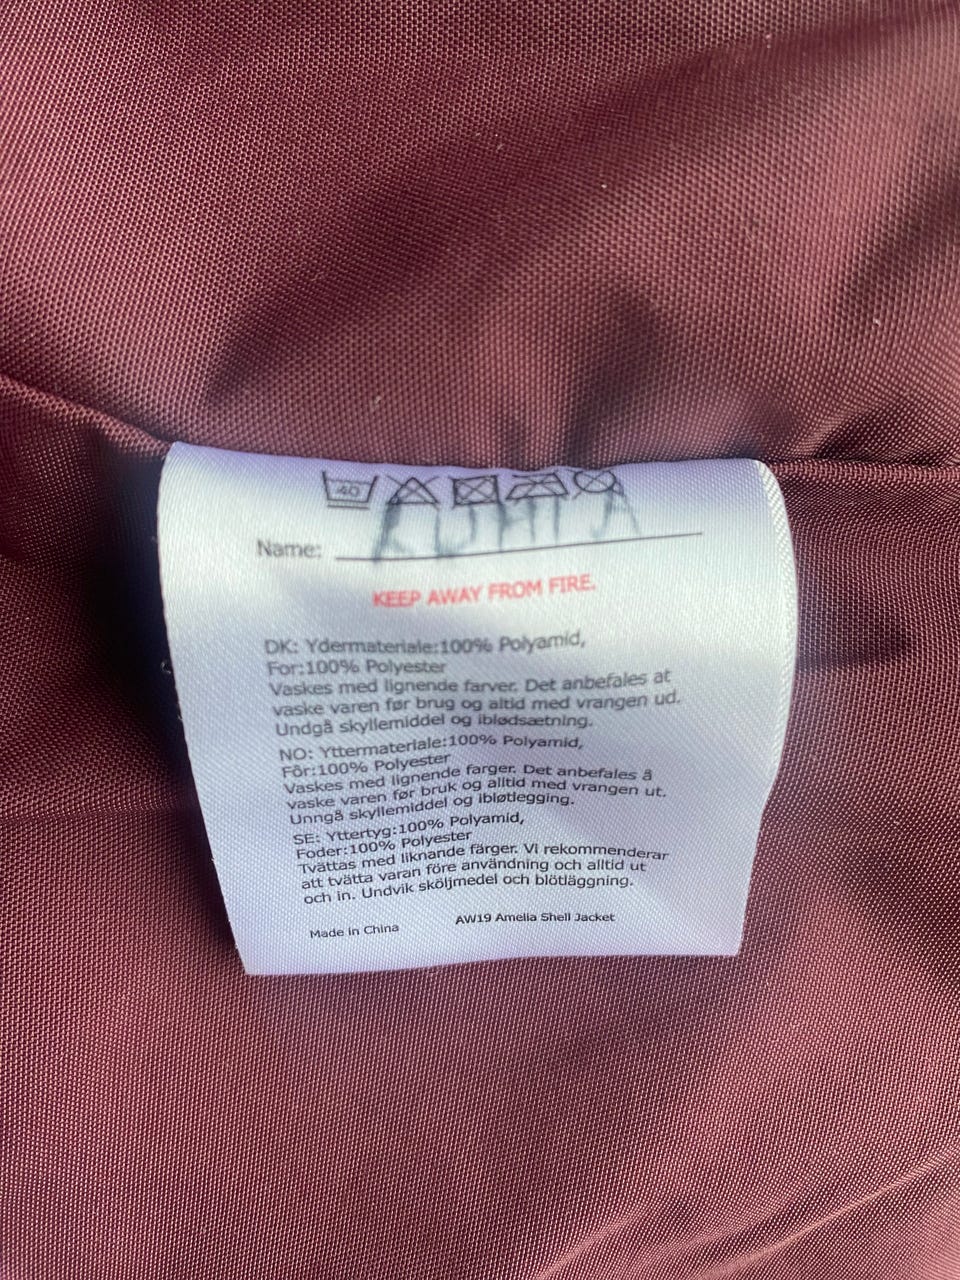 40
Name:
KEEP AWAY FROM FIRE.
DK: Ydermateriale:100% Polyamid,
For:100% Polyester
Vaskes med lignende farver. Det anbefales at
vaske varen før brug og altid med vrangen ud.
Undgå skyllemiddel og iblødsætning.
NO: Yttermateriale:100% Polyamid,
Fôr:100% Polyester
Vaskes med lignende farger. Det anbefales å
vaske varen før bruk og alltid med vrangen ut.
Unngå skyllemiddel og ibløtlegging.
SE: Yttertyg:100% Polyamid,
Foder:100% Polyester
Tvättas med liknande färger. Vi rekommenderar
att tvätta varan före användning och alltid ut
och in. Undvik sköljmedel och blötläggning.
Made in China AW19 Amelia Shell Jacket